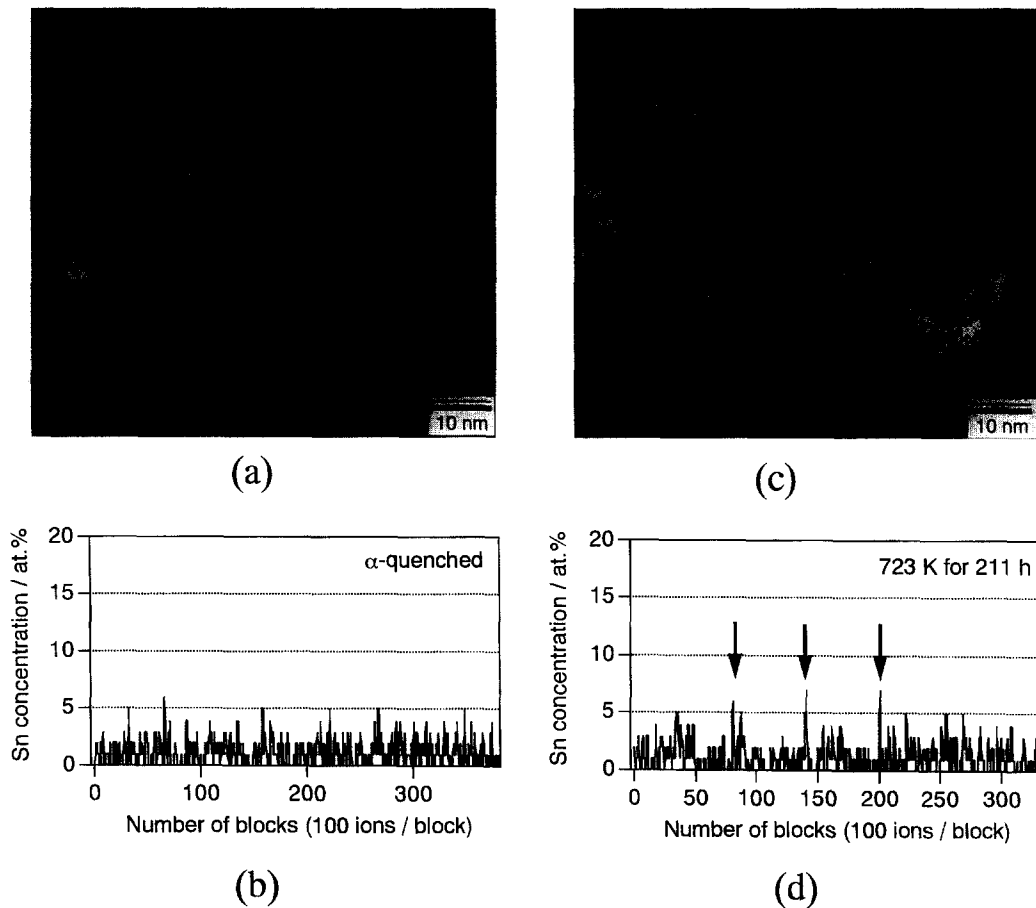 10 nm
10 nm
(a)
(c)
Sn concentration / at.%
20
15
10
5
0
α-quenched
0
100
200
300
Number of blocks (100 ions / block)
(b)
Sn concentration / at.%
20
15
10
5
0
723 K for 211 h
0
50
100
150
200
250
300
Number of blocks (100 ions / block)
(d)